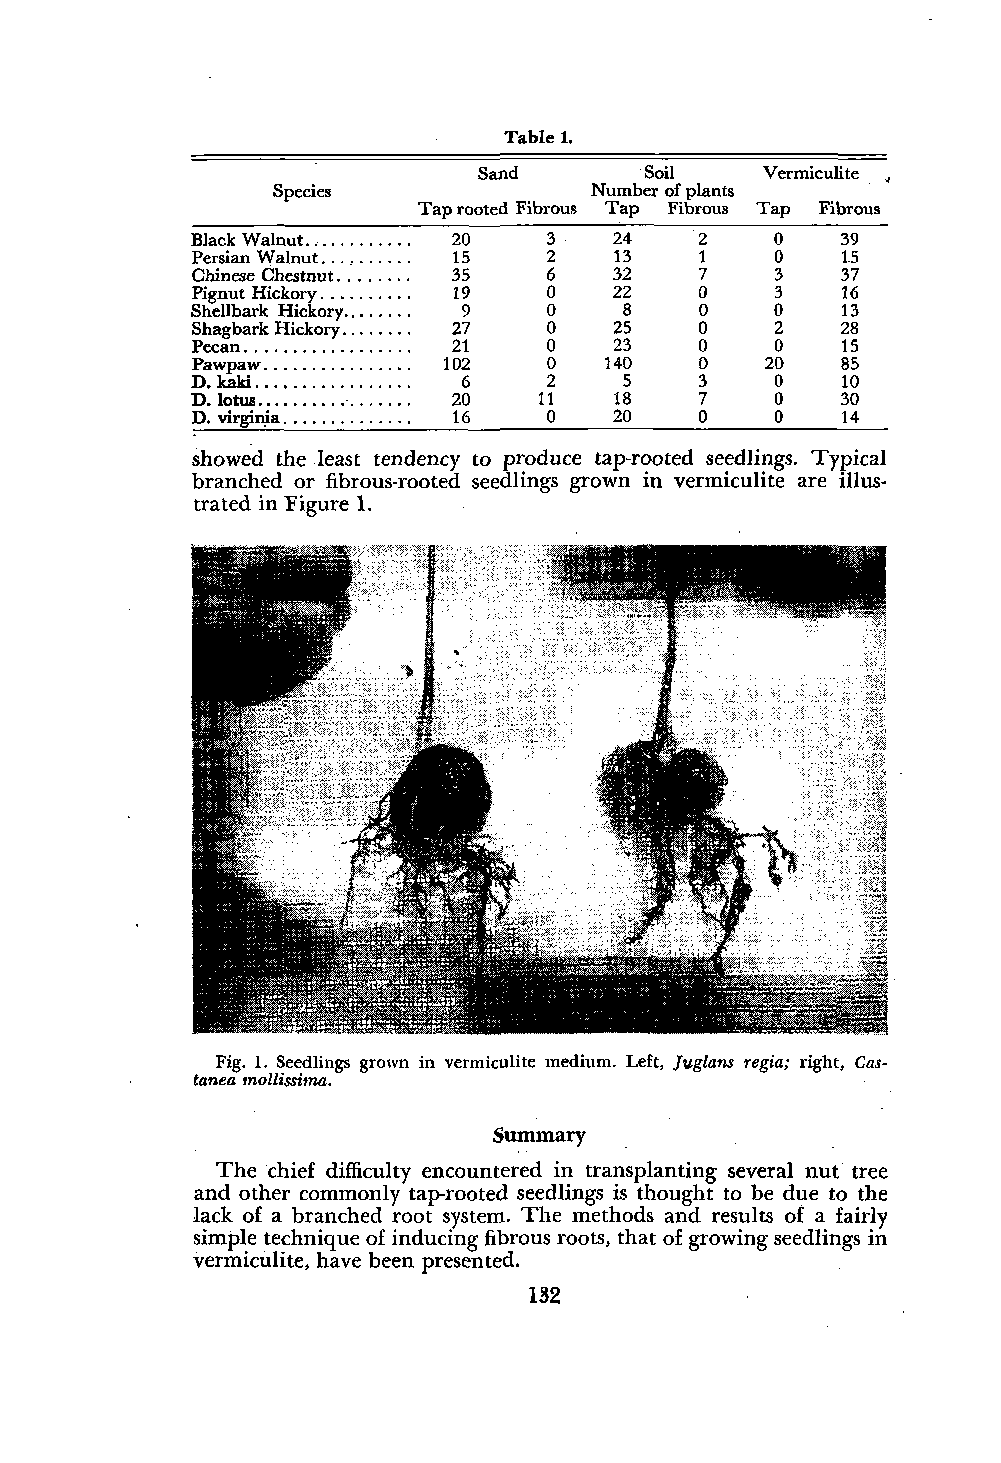 Table 1.
Sand Soil Vermiculite
Species Number of plants
Tap rooted Fibrous Tap Fibrous Tap Fibrous
Black Walnut............ 20 3 24 2 0 39
Persian Walnut.......... 15 2 13 1 0 15
Chinese Chestnut........ 35 6 32 7 3 37
Pignut Hickory.......... 19 0 22 0 3 16
Shellbark Hickory........ 9 0 8 0 0 13
Shagbark Hickory........ 27 0 25 0 2 28
Pecan.................. 21 0 23 0 0 15
Pawpaw................ 102 0 140 0 20 85
D. kaki................. 6 2 5 3 0 10
D. lotus................. 20 11 18 7 0 30
D. virginia.............. 16 0 20 0 0 14
showed the least tendency to produce tap-rooted seedlings. Typical
branched or fibrous-rooted seedlings grown in vermiculite are illus-
trated in Figure 1.
Fig. 1. Seedlings grown in vermiculite medium. Left, Juglans regia; right, Cas-
tanea mollissima.
Summary
The chief difficulty encountered in transplanting several nut tree
and other commonly tap-rooted seedlings is thought to be due to the
lack of a branched root system. The methods and results of a fairly
simple technique of inducing fibrous roots, that of growing seedlings in
vermiculite, have been presented.
132